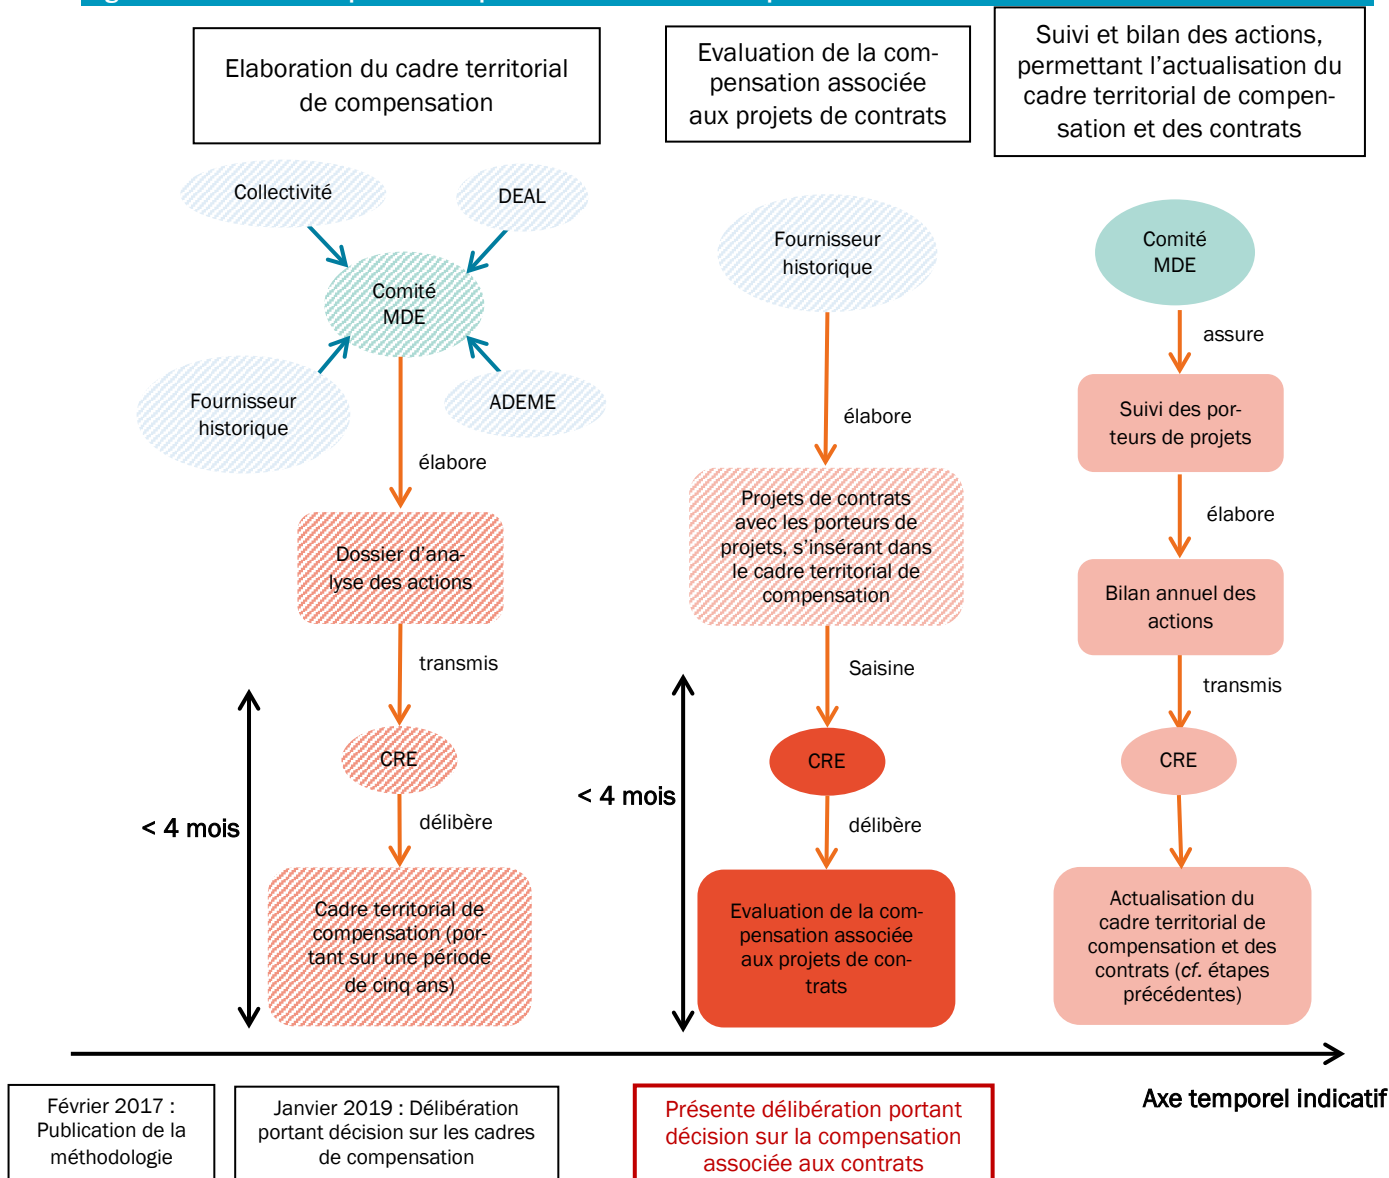 Elaboration du cadre territorial
de compensation
Evaluation de la com-
pensation associée
aux projets de contrats
Suivi et bilan des actions,
permettant l'actualisation du
cadre territorial de compen-
sation et des contrats
Collectivité
DEAL
Comité
MDE
Fournisseur
historique
ADEME
élabore
Dossier d'ana-
lyse des actions
transmis
CRE
< 4 mois
délibère
Cadre territorial de
compensation (por-
tant sur une période
de cinq ans)
Fournisseur
historique
élabore
Projets de contrats
avec les porteurs de
projets, s'insérant dans
le cadre territorial de
compensation
Saisine
CRE
< 4 mois
délibère
Evaluation de la com-
pensation associée
aux projets de con-
trats
Comité
MDE
assure
Suivi des por-
teurs de projets
élabore
Bilan annuel des
actions
transmis
CRE
Actualisation du
cadre territorial de
compensation et des
contrats (cf. étapes
précédentes)
Axe temporel indicatif
Février 2017 :
Publication de la
méthodologie
Janvier 2019 : Délibération
portant décision sur les cadres
de compensation
Présente délibération portant
décision sur la compensation
associée aux contrats